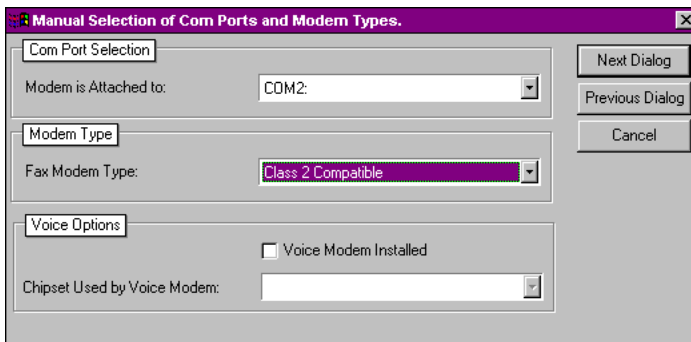 Manual Selection of Com Ports and Modem Types.
Com Port Selection
Modem is Attached to: COM2:
Modem Type
Fax Modem Type: Class 2 Compatible
Voice Options
Voice Modem Installed
Chipset Used by Voice Modem:
Next Dialog
Previous Dialog
Cancel